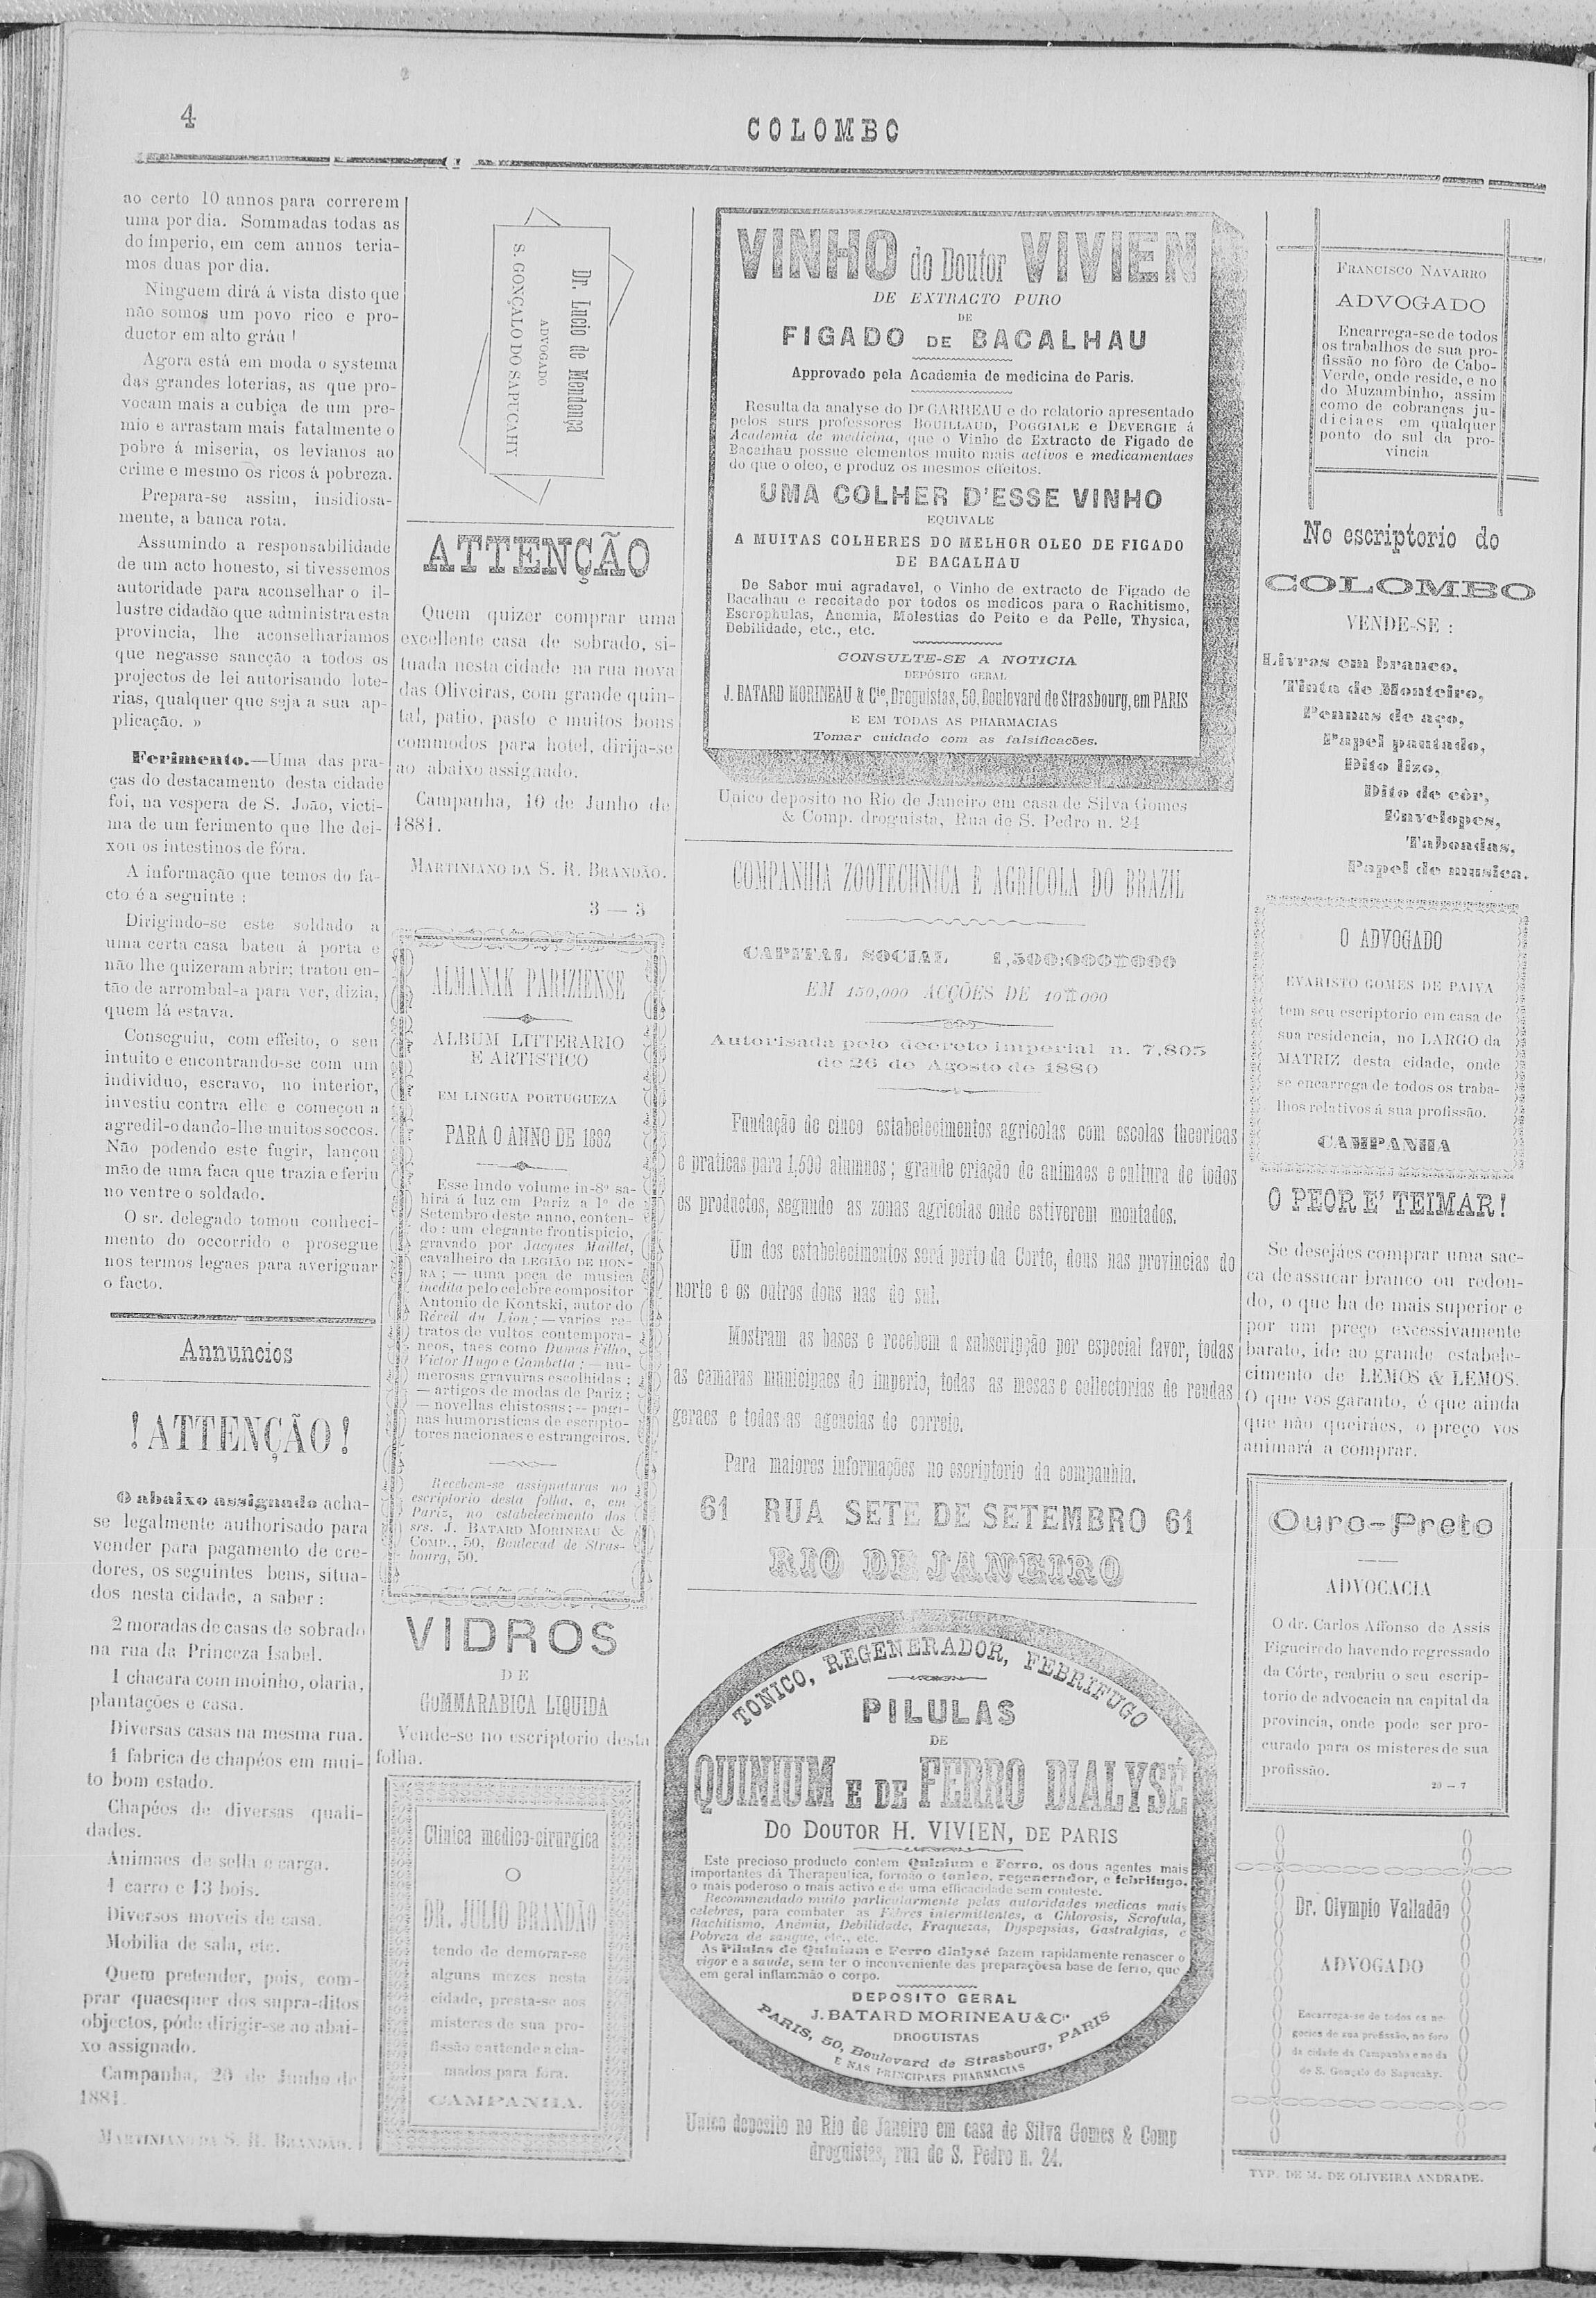 4
COLOMBO
ao certo 10 annos para correrem
uma por dia. Sommadas todas as
do imperio, em cem annos teria-
mos duas por dia.
Ninguem dirá á vista disto que
não somos um povo rico e pro-
ductor em alto gráu !
Agora está em moda o systema
das grandes loterias, as que pro-
vocam mais a cubiça de um pre-
mio e arrastam mais fatalmente o
pobre á miseria, os levianos ao
crime e mesmo os ricos á pobreza.
Prepara-se assim, insidiosa-
mente, a banca rota.
Assumindo a responsabilidade
de um acto honesto, si tivessemos
autoridade para aconselhar o il-
lustre cidadão que administra esta
provincia, lhe aconselhariamos
que negasse sancção a todos os
projectos de lei autorisando lote-
rias, qualquer que seja a sua ap-
plicação. »
Ferimento.—Uma das pra-
ças do destacamento desta cidade
foi, na vespera de S. João, victi-
ma de um ferimento que lhe dei-
xou os intestinos de fóra.
A informação que temos do fa-
cto é a seguinte :
Dirigindo-se este soldado a
uma certa casa bateu á porta e
não lhe quizeram abrir; tratou en-
tão de arrombal-a para ver, dizia,
quem lá estava.
Conseguiu, com effeito, o seu
intuito e encontrando-se com um
individuo, escravo, no interior,
investiu contra elle e começou a
agredil-o dando-lhe muitos soccos.
Não podendo este fugir, lançou
mão de uma faca que trazia e feriu
no ventre o soldado.
O sr. delegado tomou conheci-
mento do occorrido e prosegue
nos termos legaes para averiguar
o facto.
Annuncios
! ATTENÇÃO !
O abaixo assignado acha-
se legalmente authorisado para
vender para pagamento de cre-
dores, os seguintes bens, situa-
dos nesta cidade, a saber :
2 moradas de casas de sobrado
na rua da Princeza Isabel.
1 chacara com moinho, olaria,
plantações e casa.
Diversas casas na mesma rua.
1 fabrica de chapéos em mui-
to bom estado.
Chapéos de diversas quali-
dades.
Animaes de sella e carga.
1 carro e 13 bois.
Diversos moveis de casa.
Mobilia de sala, etc.
Quem pretender, pois, com-
prar quaesquer dos supra-ditos
objectos, póde dirigir-se ao abai-
xo assignado.
Campanha, 20 de Junho de
1881.
MARTINIANO DA S. R. BRANDÃO.
Dr. Lucio de Mendonça
ADVOGADO
S. GONÇALO DO SAPUCAHY
ATTENÇÃO
Quem quizer comprar uma
excellente casa de sobrado, si-
tuada nesta cidade na rua nova
das Oliveiras, com grande quin-
tal, patio, pasto e muitos bons
commodos para hotel, dirija-se
ao abaixo assignado.
Campanha, 10 de Junho de
1881.
MARTINIANO DA S. R. BRANDÃO.
3 — 3
ALMANAK PARIZIENSE
ALBUM LITTERARIO
E ARTISTICO
EM LINGUA PORTUGUEZA
PARA O ANNO DE 1882
Esse lindo volume in-8º sa-
hirá á luz em Pariz a 1º de
Setembro deste anno, conten-
do : um elegante frontispicio,
gravado por Jacques Maillet,
cavalheiro da LEGIÃO DE HON-
RA ; — uma peça de musica
inedita pelo celebre compositor
Antonio de Kontski, autor do
Réveil du Lion ; — varios re-
tratos de vultos contempora-
neos, taes como Dumas Filho,
Victor Hugo e Gambetta ; — nu-
merosas gravuras escolhidas ;
— artigos de modas de Pariz ;
— novellas chistosas ; — pagi-
nas humoristicas de escripto-
tores nacionaes e estrangeiros.
Recebem-se assignaturas no
escriptorio desta folha, e, em
Pariz, no estabelecimento dos
srs. J. BATARD MORINEAU &
COMP., 50, Boulevad de Stras-
bourg, 50.
VIDROS
DE
GOMMARABICA LIQUIDA
Vende-se no escriptorio desta
folha.
Clinica medico-cirurgica
O
DR. JULIO BRANDÃO
tendo de demorar-se
alguns mezes nesta
cidade, presta-se aos
misteres de sua pro-
fissão e attende a cha-
mados para fóra.
CAMPANHA.
VINHO do Doutor VIVIEN
DE EXTRACTO PURO
DE
FIGADO DE BACALHAU
Approvado pela Academia de medicina de Paris.
Resulta da analyse do Dr GARREAU e do relatorio apresentado
pelos surs professores BOUILLAUD, POGGIALE e DEVERGIE á
Academia de medicina, que o Vinho de Extracto de Figado de
Bacalhau possue elementos muito mais activos e medicamentaes
do que o oleo, e produz os mesmos effeitos.
UMA COLHER D'ESSE VINHO
EQUIVALE
A MUITAS COLHERES DO MELHOR OLEO DE FIGADO
DE BACALHAU
De Sabor mui agradavel, o Vinho de extracto de Figado de
Bacalhau e receitado por todos os medicos para o Rachitismo,
Escrophulas, Anemia, Molestias do Peito e da Pelle, Thysica,
Debilidade, etc., etc.
CONSULTE-SE A NOTICIA
DEPÓSITO GERAL
J. BATARD MORINEAU & Cie, Droguistas, 50, Boulevard de Strasbourg, em PARIS
E EM TODAS AS PHARMACIAS
Tomar cuidado com as falsificacões.
Unico deposito no Rio de Janeiro em casa de Silva Gomes
& Comp. droguista, Rua de S. Pedro n. 24
COMPANHIA ZOOTECHNICA E AGRICOLA DO BRAZIL
CAPITAL SOCIAL 1,500:000$000
EM 150,000 ACÇÕES DE 10$000
Autorisada pelo decreto imperial n. 7,805
de 26 de Agosto de 1880
Fundação de cinco estabelecimentos agricolas com escolas theoricas
e praticas para 1,500 alumnos ; grande criação de animaes e cultura de todos
os productos, segundo as zonas agricolas onde estiverem montados.
Um dos estabelecimentos será perto da Corte, dous nas provincias do
norte e os outros dous nas do sul.
Mostram as bases e recebem a subscripção por especial favor, todas
as camaras municipaes do imperio, todas as mesas e collectorias de rendas
geraes e todas as agencias de correio.
Para maiores informações no escriptorio da companhia.
61 RUA SETE DE SETEMBRO 61
RIO DE JANEIRO
TONICO, REGENERADOR, FEBRIFUGO
PILULAS
DE
QUINIUM E DE FERRO DIALYSÉ
DO DOUTOR H. VIVIEN, DE PARIS
Este precioso producto contem Quinium e Ferro, os dous agentes mais
importantes da Therapeutica, formão o tonico, regenerador, e febrifugo,
o mais poderoso o mais activo e de uma efficacidade sem conteste.
Recommendado muito particularmente pelas autoridades medicas mais
celebres, para combater as Febres intermittentes, a Chlorosis, Scrofula,
Rachitismo, Anémia, Debilidade, Fraquezas, Dyspepsias, Gastralgias, e
Pobreza de sangue, etc., etc.
As Pilulas de Quinium e Ferro dialysé fazem rapidamente renascer o
vigor e a saude, sem ter o inconveniente das preparações a base de ferro, que
em geral inflammão o corpo.
DEPOSITO GERAL
J. BATARD MORINEAU & Cie
DROGUISTAS
PARIS, 50, Boulevard de Strasbourg, PARIS
E NAS PRINCIPAES PHARMACIAS
Unico deposito no Rio de Janeiro em casa de Silva Gomes & Comp
droguistas, rua de S. Pedro n. 24.
FRANCISCO NAVARRO
ADVOGADO
Encarrega-se de todos
os trabalhos de sua pro-
fissão no fôro de Cabo-
Verde, onde reside, e no
do Muzambinho, assim
como de cobranças ju-
diciaes em qualquer
ponto do sul da pro-
vincia
No escriptorio do
COLOMBO
VENDE-SE :
Livros em branco,
Tinta de Monteiro,
Pennas de aço,
Papel pautado,
Dito lizo,
Dito de côr,
Envelopes,
Taboadas,
Papel de musica.
O ADVOGADO
EVARISTO GOMES DE PAIVA
tem seu escriptorio em casa de
sua residencia, no LARGO da
MATRIZ desta cidade, onde
se encarrega de todos os traba-
lhos relativos á sua profissão.
CAMPANHA
O PEOR E' TEIMAR !
Se desejáes comprar uma sac-
ca de assucar branco ou redon-
do, o que ha de mais superior e
por um preço excessivamente
barato, ide ao grande estabele-
cimento de LEMOS & LEMOS.
O que vos garanto, é que ainda
que não queiráes, o preço vos
animará a comprar.
Ouro-Preto
ADVOCACIA
O dr. Carlos Affonso de Assis
Figueiredo havendo regressado
da Côrte, reabriu o seu escrip-
torio de advocacia na capital da
provincia, onde pode ser pro-
curado para os misteres de sua
profissão.
20 — 7
Dr. Olympio Valladão
ADVOGADO
Encarrega-se de todos os ne-
gocios de sua profissão, no foro
da cidade da Campanha e no da
de S. Gonçalo do Sapucahy.
TYP. DE M. DE OLIVEIRA ANDRADE.